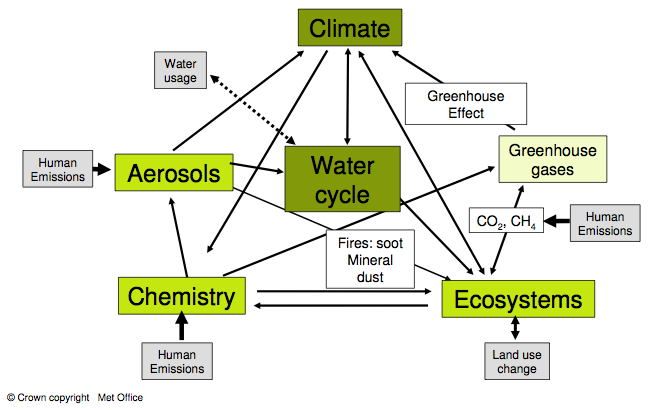 Climate
Water
usage
Greenhouse
Effect
Human
Emissions
Aerosols
Water
cycle
Greenhouse
gases
CO₂, CH₄
Human
Emissions
Fires: soot
Mineral
dust
Chemistry
Ecosystems
Human
Emissions
Land use
change
© Crown copyright Met Office